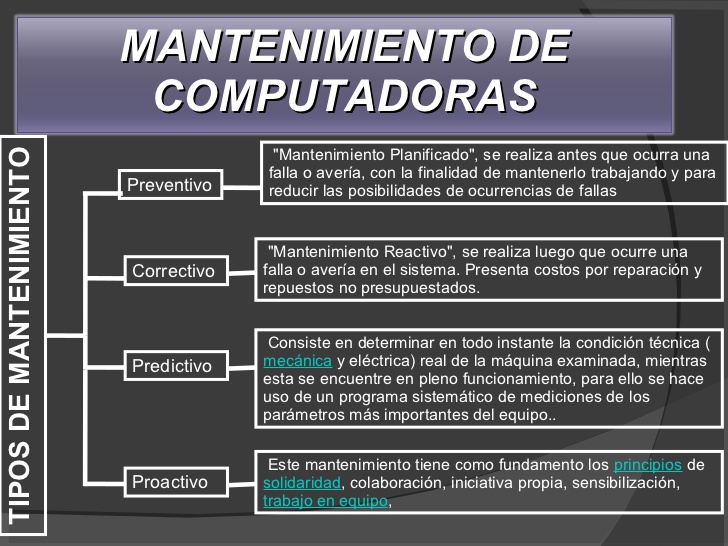 MANTENIMIENTO DE
COMPUTADORAS
TIPOS DE MANTENIMIENTO
Preventivo
"Mantenimiento Planificado", se realiza antes que ocurra una
falla o avería, con la finalidad de mantenerlo trabajando y para
reducir las posibilidades de ocurrencias de fallas
Correctivo
"Mantenimiento Reactivo", se realiza luego que ocurre una
falla o avería en el sistema. Presenta costos por reparación y
repuestos no presupuestados.
Predictivo
Consiste en determinar en todo instante la condición técnica (
mecánica y eléctrica) real de la máquina examinada, mientras
esta se encuentre en pleno funcionamiento, para ello se hace
uso de un programa sistemático de mediciones de los
parámetros más importantes del equipo..
Proactivo
Este mantenimiento tiene como fundamento los principios de
solidaridad, colaboración, iniciativa propia, sensibilización,
trabajo en equipo,